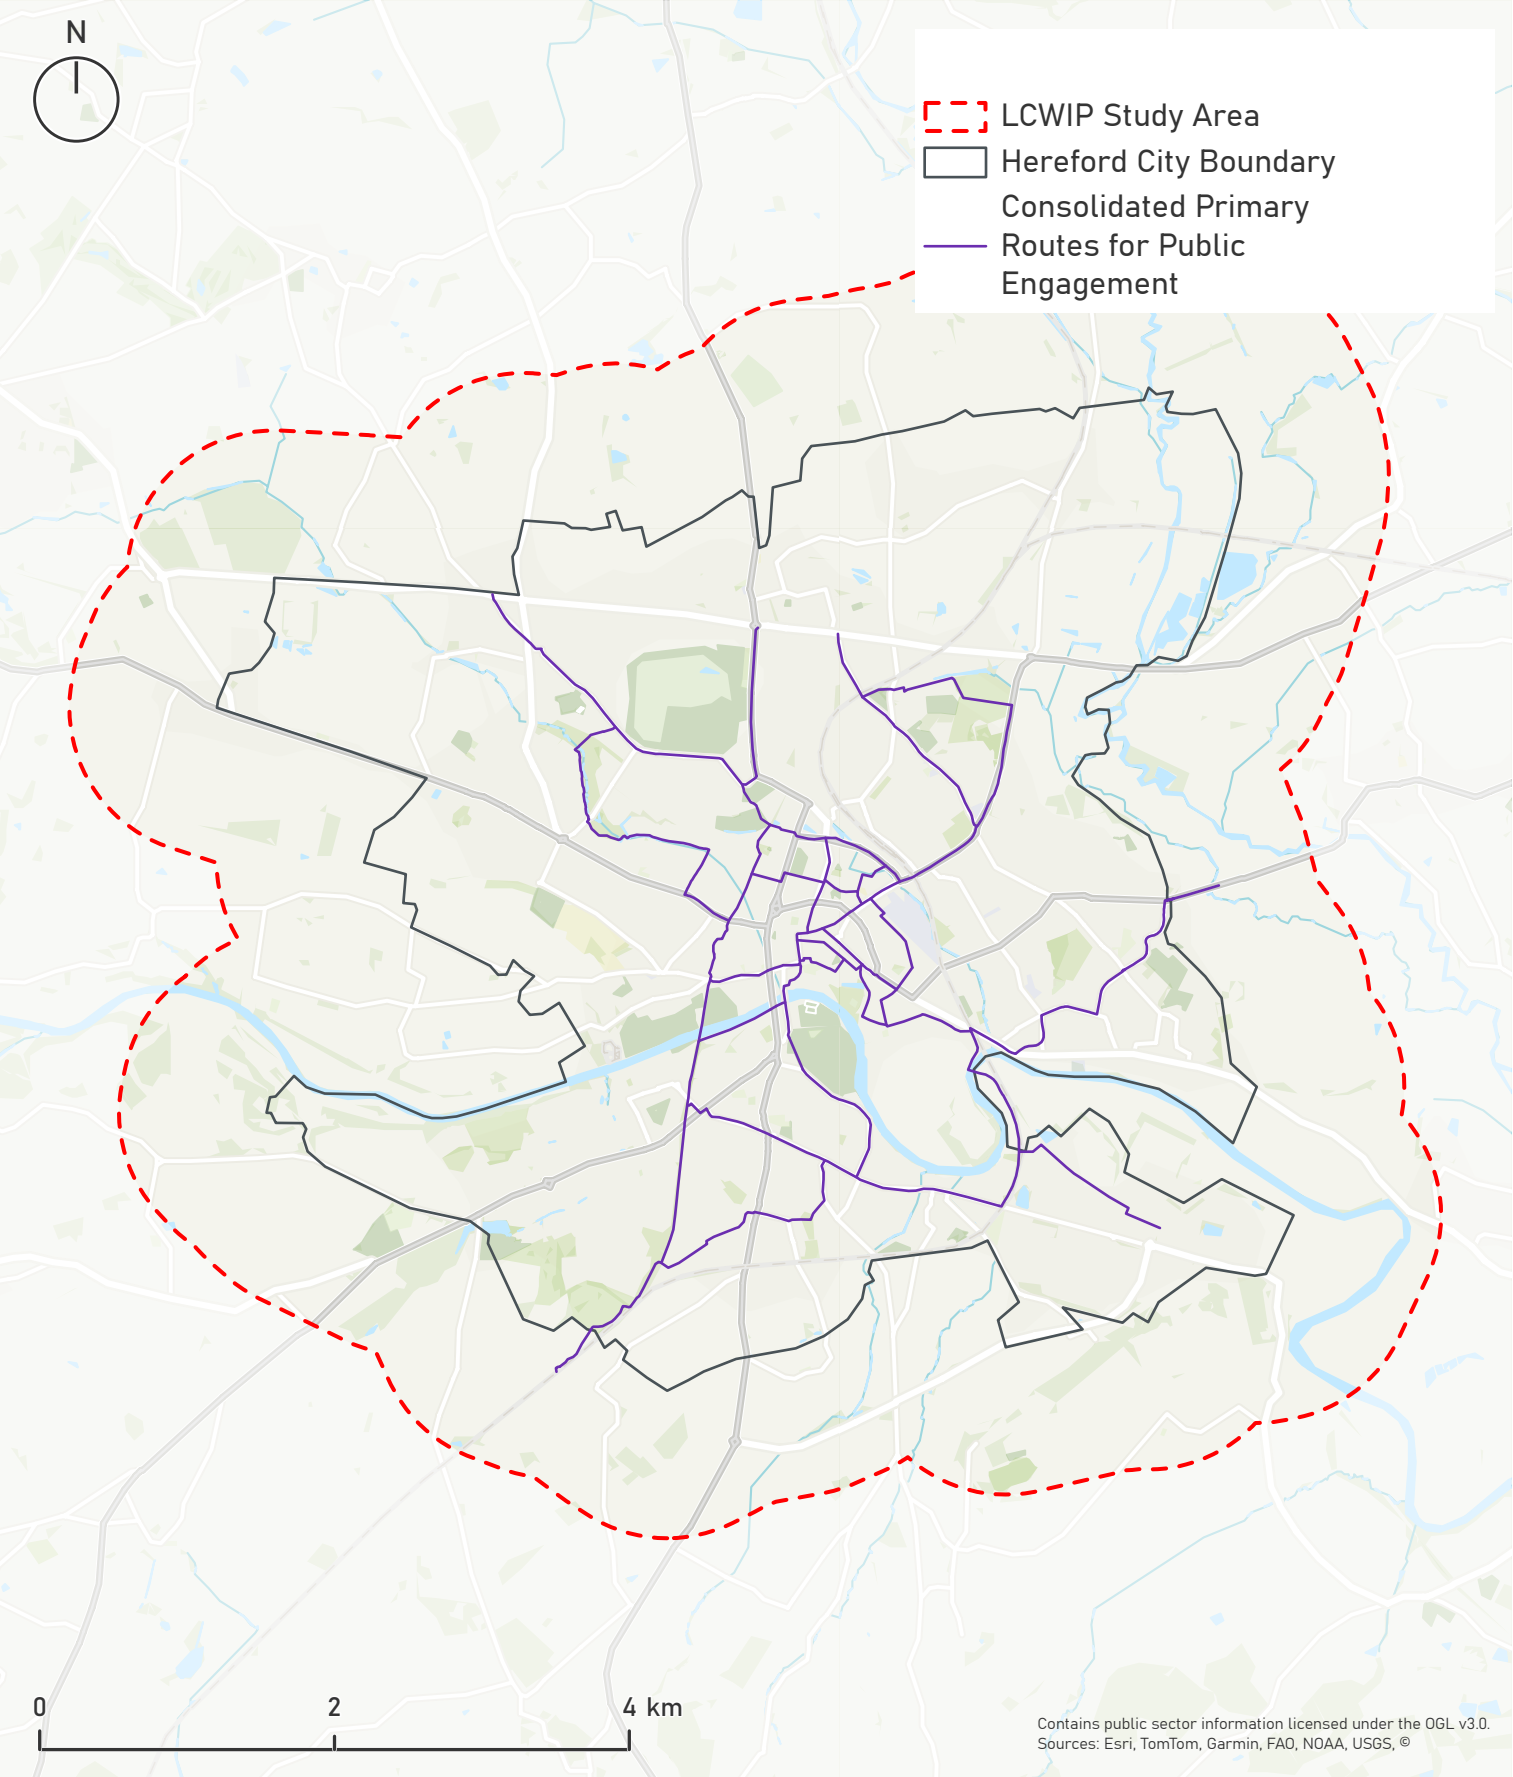 N
LCWIP Study Area
Hereford City Boundary
Consolidated Primary
Routes for Public
Engagement
0 2 4 km
Contains public sector information licensed under the OGL v3.0.
Sources: Esri, TomTom, Garmin, FAO, NOAA, USGS, ©